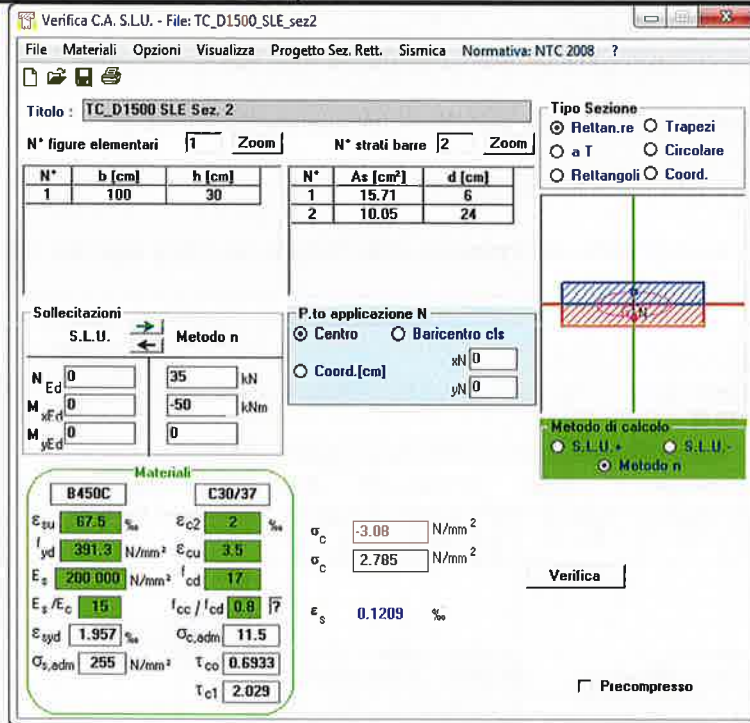 Verifica C.A. S.L.U. - File: TC_D1500_SLE_sez2
File Materiali Opzioni Visualizza Progetto Sez. Rett. Sismica Normativa: NTC 2008 ?
Titolo : TC_D1500 SLE Sez. 2
N° figure elementari 1 Zoom N° strati barre 2 Zoom
N° b [cm] h [cm]
1 100 30
N° As [cm²] d [cm]
1 15.71 6
2 10.05 24
Tipo Sezione
Rettan.re Trapezi
a T Circolare
Rettangoli Coord.
N
Sollecitazioni
S.L.U. Metodo n
N Ed 0 35 kN
M xEd 0 -50 kNm
M yEd 0 0
P.to applicazione N
Centro Baricentro cls
Coord.[cm] xN 0
yN 0
Metodo di calcolo
S.L.U.+ S.L.U.-
Metodo n
Materiali
B450C C30/37
εsu 67.5 ‰ εc2 2 ‰
fyd 391.3 N/mm² εcu 3.5
Es 200 000 N/mm² fcd 17
Es/Ec 15 fcc / fcd 0.8 ?
εsyd 1.957 ‰ σc,adm 11.5
σs,adm 255 N/mm² τco 0.6933
τc1 2.029
σc -3.08 N/mm²
σc 2.785 N/mm²
εs 0.1209 ‰
Verifica
Precompresso